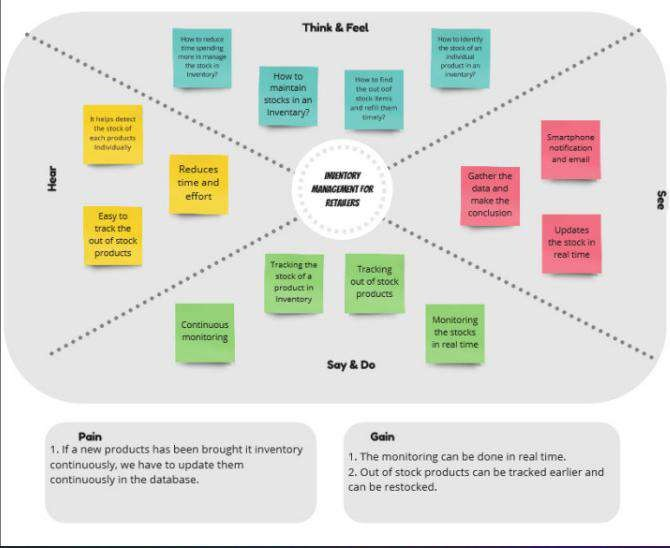 Think & Feel
How to reduce
time spending
more in manage
the stock in
Inventory?
How to
maintain
stocks in an
Inventary?
How to find
the out oof
stock items
and refill them
timely?
How to Identify
the stock of an
individual
product in an
inventory?
Hear
It helps detect
the stock of
each products
Individually
Reduces
time and
effort
Easy to
track the
out of stock
products
INVENTORY
MANAGEMENT FOR
RETAILERS
See
Smartphone
notification
and email
Gather the
data and
make the
conclusion
Updates
the stock in
real time
Tracking the
stock of a
product in
Inventory
Tracking
out of stock
products
Continuous
monitoring
Monitoring
the stocks
in real time
Say & Do
Pain
1. If a new products has been brought it inventory
continuously, we have to update them
continuously in the database.
Gain
1. The monitoring can be done in real time.
2. Out of stock products can be tracked earlier and
can be restocked.